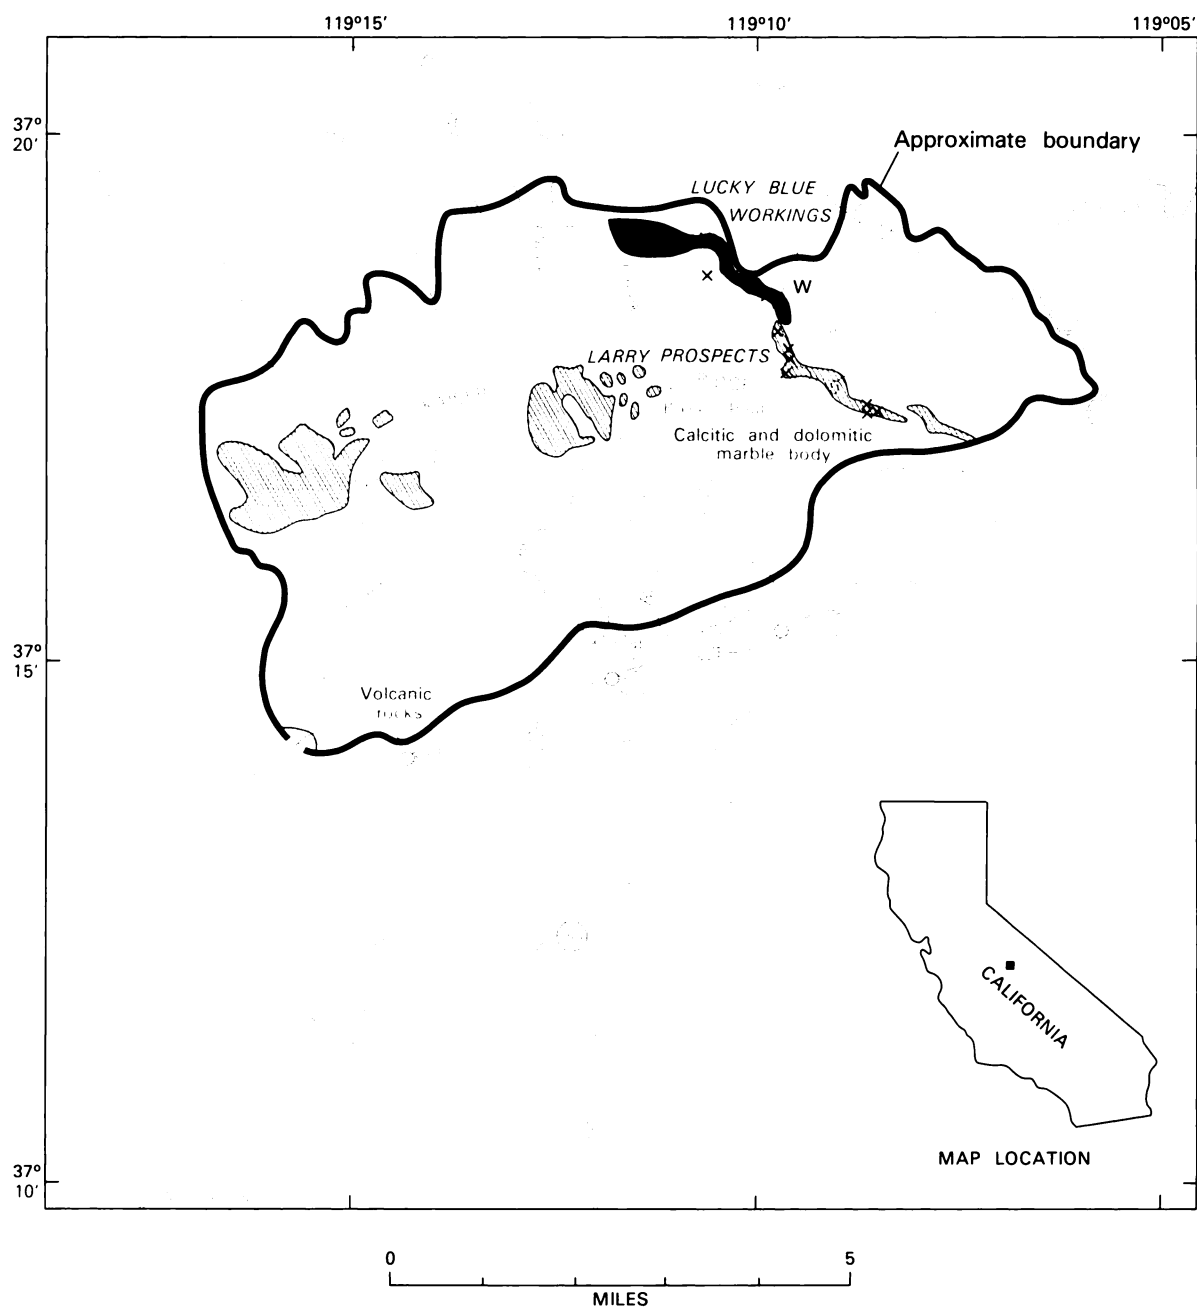 119°15′
119°10′
119°05′
37°
20′
Approximate boundary
LUCKY BLUE
WORKINGS
W
LARRY PROSPECTS
Calcitic and dolomitic
marble body
37°
15′
Volcanic
rocks
CALIFORNIA
MAP LOCATION
37°
10′
0
5
MILES